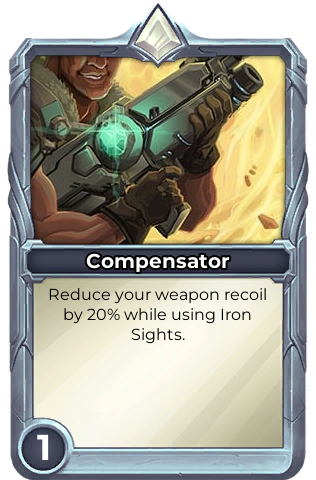 Compensator
Reduce your weapon recoil
by 20% while using Iron
Sights.
1